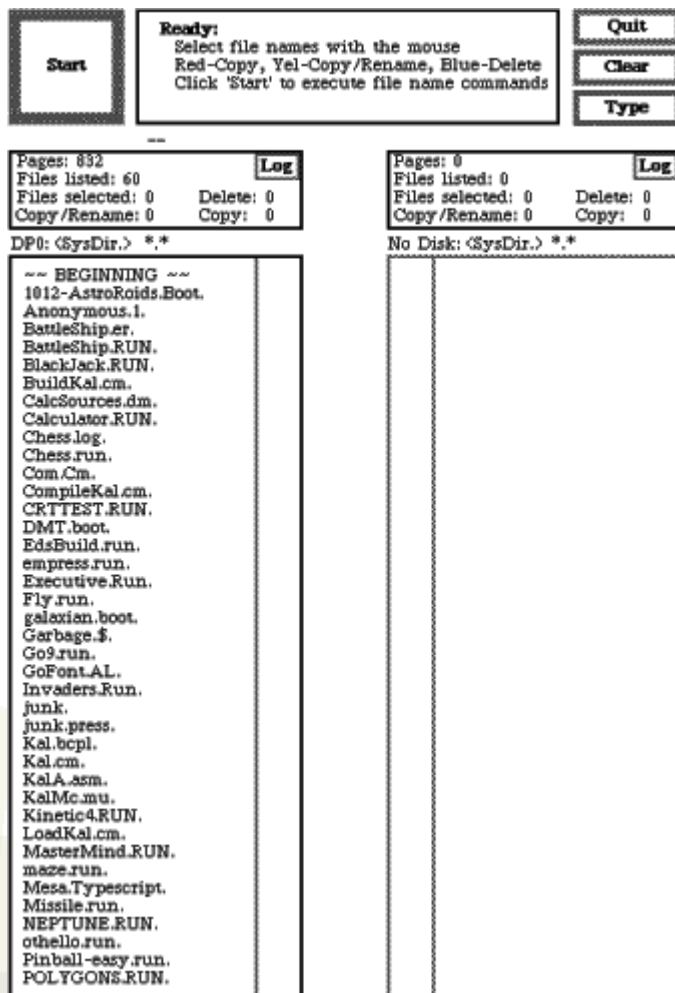 Start
Ready:
Select file names with the mouse
Red-Copy, Yel-Copy/Rename, Blue-Delete
Click 'Start' to execute file name commands
Quit
Clear
Type
Pages: 832
Log
Files listed: 60
Files selected: 0 Delete: 0
Copy/Rename: 0 Copy: 0
DP0: <SysDir.> *.*
Pages: 0
Log
Files listed: 0
Files selected: 0 Delete: 0
Copy/Rename: 0 Copy: 0
No Disk: <SysDir.> *.*
~~ BEGINNING ~~
1012-AstroRoids.Boot.
Anonymous.1.
BattleShip.er.
BattleShip.RUN.
BlackJack.RUN.
BuildKal.cm.
CalcSources.dm.
Calculator.RUN.
Chess.log.
Chess.run.
Com.Cm.
CompileKal.cm.
CRTTEST.RUN.
DMT.boot.
EdsBuild.run.
empress.run.
Executive.Run.
Fly.run.
galaxian.boot.
Garbage.$.
Go9.run.
GoFont.AL.
Invaders.Run.
junk.
junk.press.
Kal.bcpl.
Kal.cm.
KalA.asm.
KalMc.mu.
Kinetic4.RUN.
LoadKal.cm.
MasterMind.RUN.
maze.run.
Mesa.Typescript.
Missile.run.
NEPTUNE.RUN.
othello.run.
Pinball-easy.run.
POLYGONS.RUN.